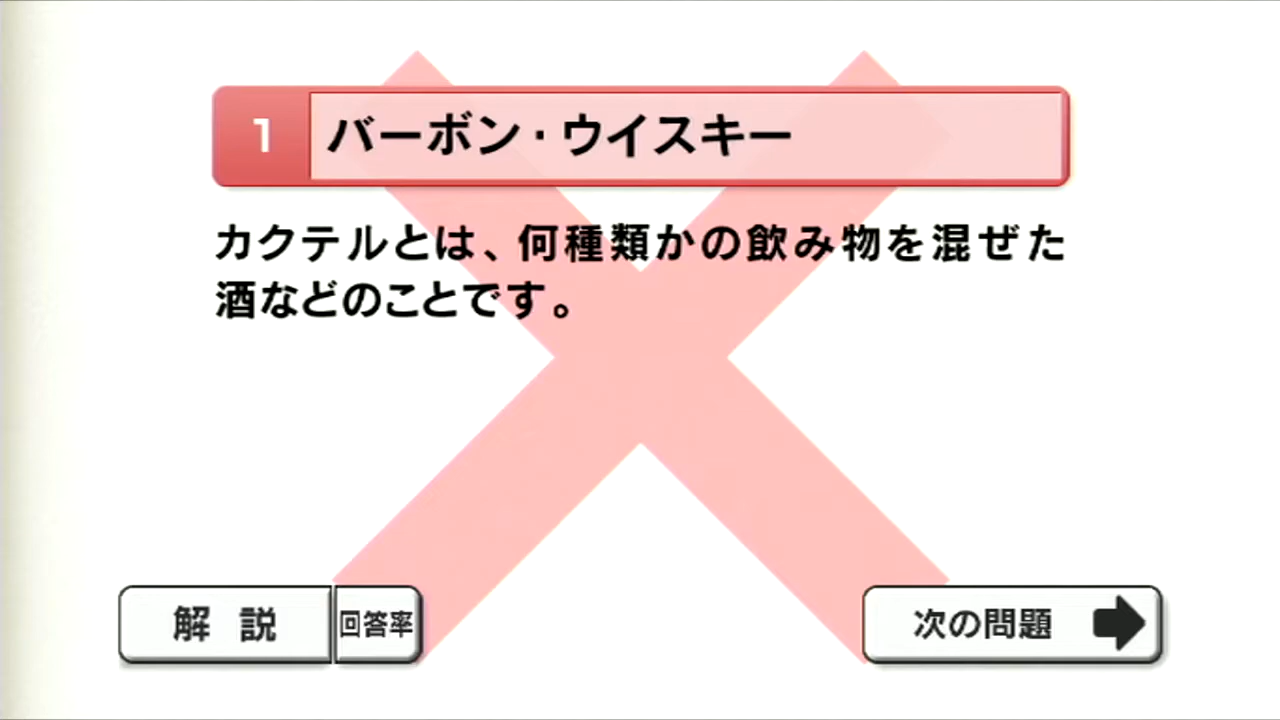 1 バーボン・ウイスキー
カクテルとは、何種類かの飲み物を混ぜた
酒などのことです。
解 説 回答率 次の問題